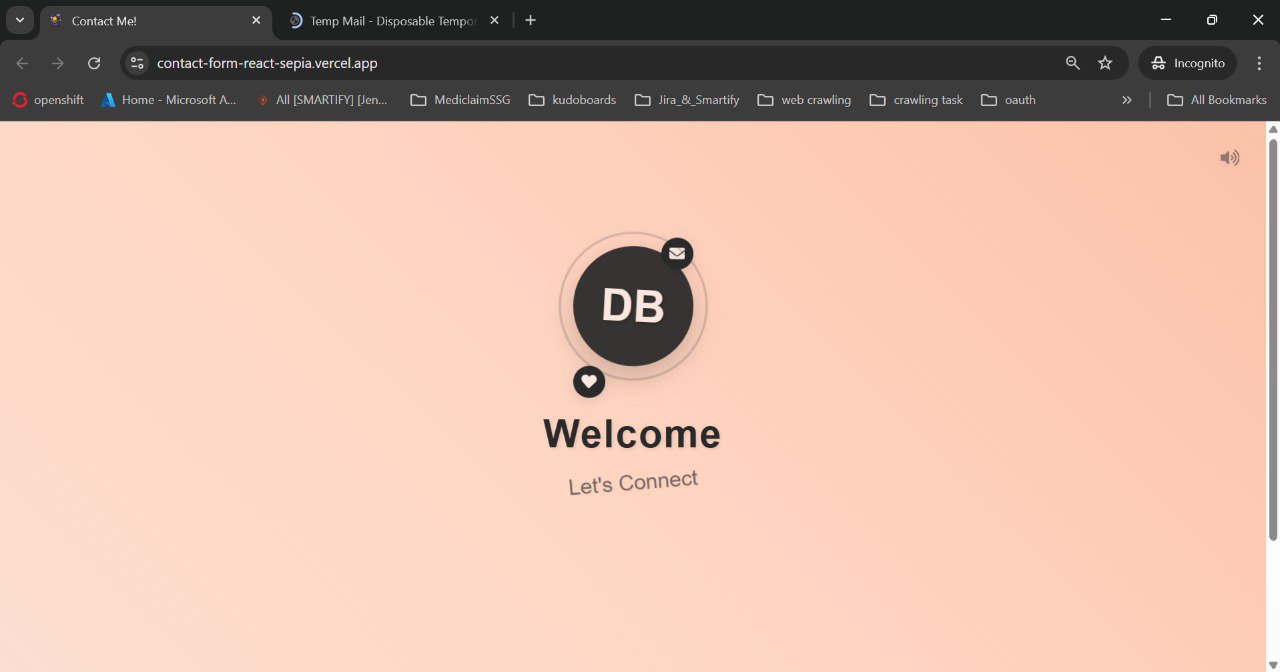 Contact Me!
Temp Mail - Disposable Tempo
contact-form-react-sepia.vercel.app
Incognito
openshift
Home - Microsoft A...
All [SMARTIFY] [Jen...
MediclaimSSG
kudoboards
Jira_&_Smartify
web crawling
crawling task
oauth
All Bookmarks
DB
Welcome
Let's Connect